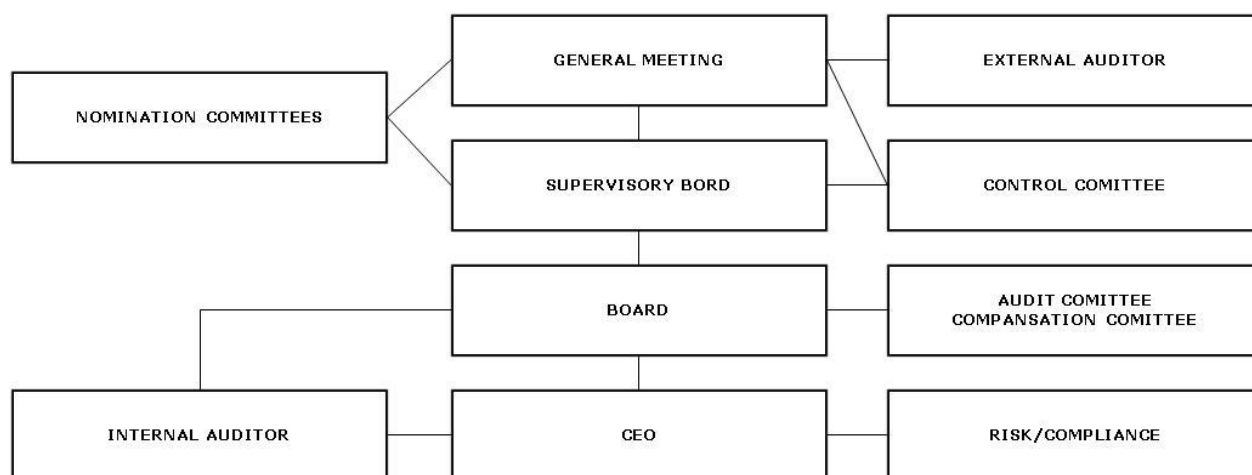 GENERAL MEETING
EXTERNAL AUDITOR
NOMINATION COMMITTEES
SUPERVISORY BORD
CONTROL COMITTEE
BOARD
AUDIT COMITTEE
COMPANSATION COMITTEE
INTERNAL AUDITOR
CEO
RISK/COMPLIANCE